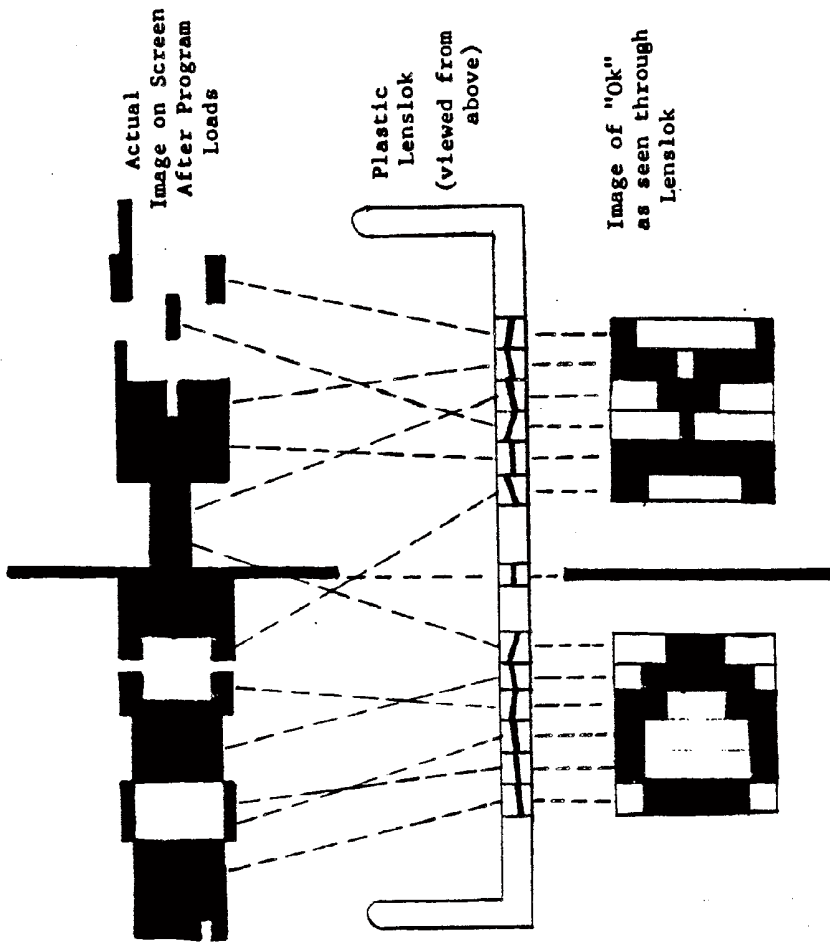 Actual
Image on Screen
After Program
Loads
Plastic
Lenslok
(viewed from
above)
Image of "Ok"
as seen through
Lenslok